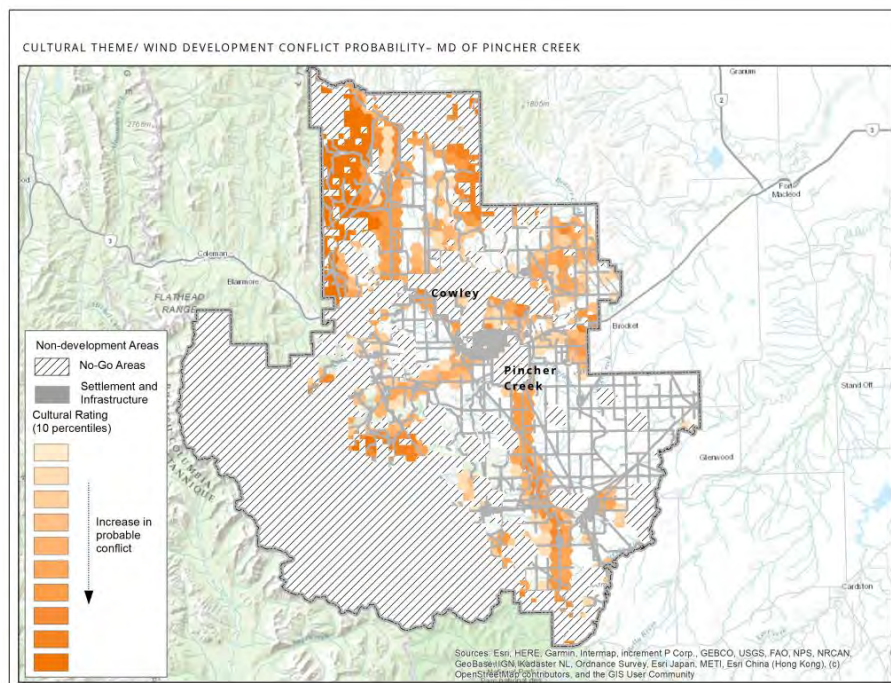 CULTURAL THEME/ WIND DEVELOPMENT CONFLICT PROBABILITY– MD OF PINCHER CREEK
Granum
2
3
Fort
Macleod
3
Coleman
Blairmore
FLATHEAD
RANGE
Cowley
Brocket
Pincher
Creek
Stand Off
Glenwood
Cardston
Non-development Areas
No-Go Areas
Settlement and
Infrastructure
Cultural Rating
(10 percentiles)
Increase in
probable
conflict
Sources: Esri, HERE, Garmin, Intermap, increment P Corp., GEBCO, USGS, FAO, NPS, NRCAN,
GeoBase, IGN, Kadaster NL, Ordnance Survey, Esri Japan, METI, Esri China (Hong Kong), (c)
OpenStreetMap contributors, and the GIS User Community